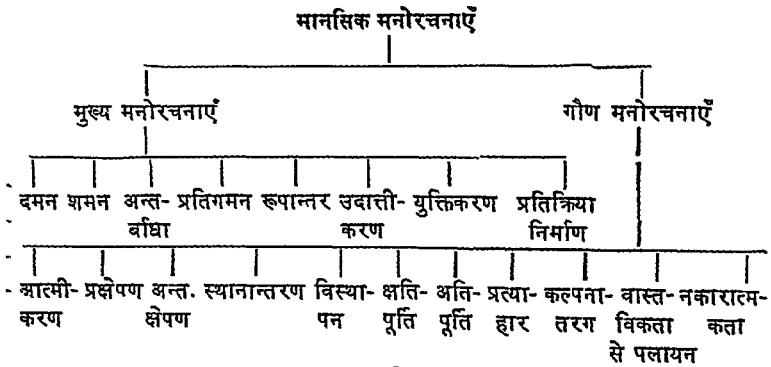 मानसिक मनोरचनाएँ
मुख्य मनोरचनाएँ गौण मनोरचनाएँ
दमन शमन अन्त- प्रतिगमन रूपान्तर उदात्ती- युक्तिकरण प्रतिक्रिया
र्बाधा करण निर्माण
आत्मी- प्रक्षेपण अन्त. स्थानान्तरण विस्था- क्षति- अति- प्रत्या- कल्पना- वास्त- नकारात्म-
करण क्षेपण पन पूर्ति पूर्ति हार तरग विकता कता
से पलायन